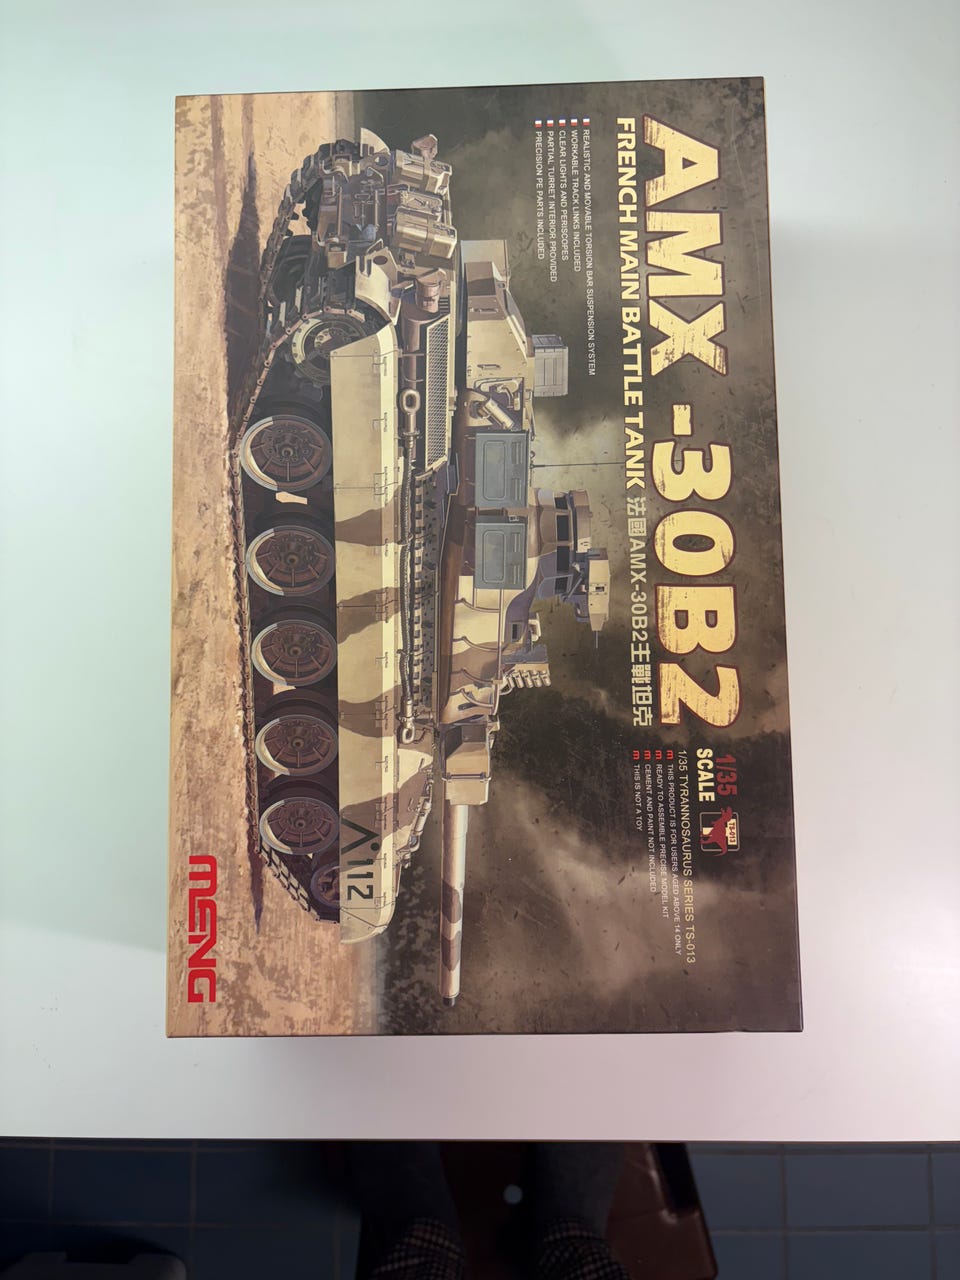 AMX-30B2
FRENCH MAIN BATTLE TANK 法國AMX-30B2主戰坦克
REALISTIC AND MOVABLE TORSION BAR SUSPENSION SYSTEM
WORKABLE TRACK LINKS INCLUDED
CLEAR LIGHTS AND PERISCOPES
PARTIAL TURRET INTERIOR PROVIDED
PRECISION PE PARTS INCLUDED
1/35
SCALE
TS-013
1/35 TYRANNOSAURUS SERIES TS-013
THIS PRODUCT IS FOR USERS AGED ABOVE 14 ONLY
READY TO ASSEMBLE PRECISE MODEL KIT
CEMENT AND PAINT NOT INCLUDED
THIS IS NOT A TOY
112
MENG